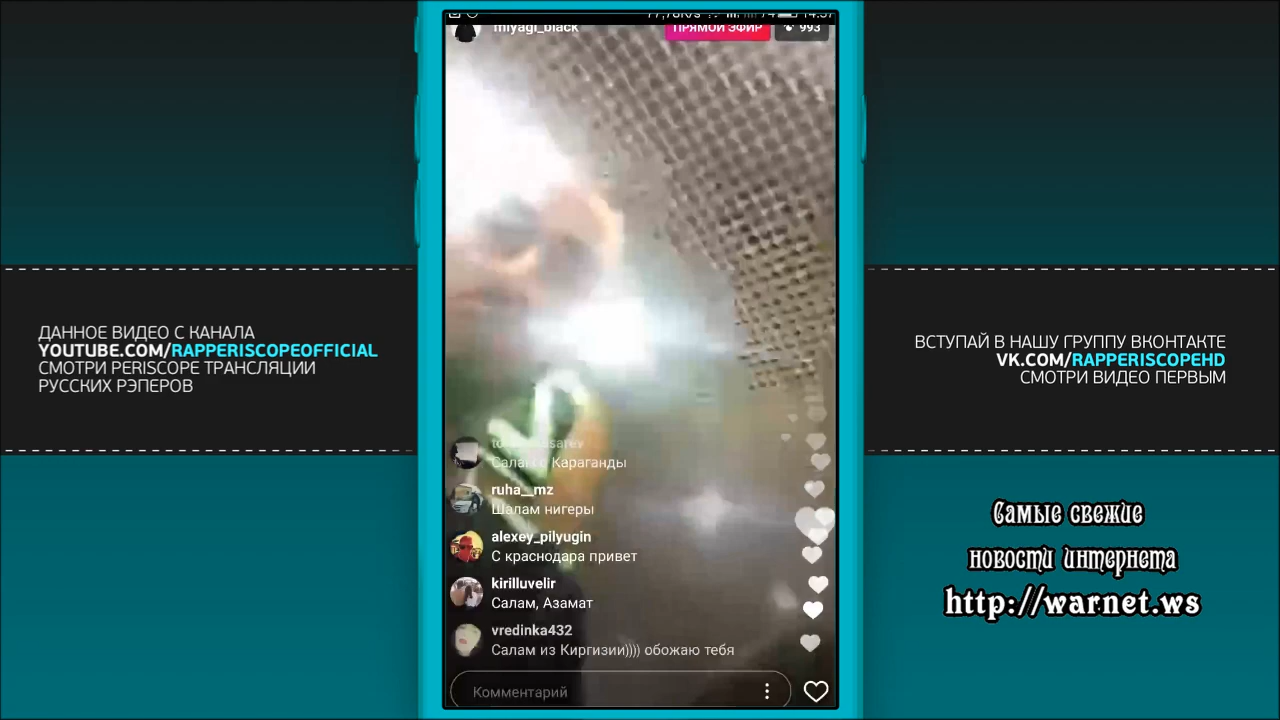 14:37
miyagi_black
ПРЯМОЙ ЭФИР
993
ДАННОЕ ВИДЕО С КАНАЛА
YOUTUBE.COM/RAPPERISCOPEOFFICIAL
СМОТРИ PERISCOPE ТРАНСЛЯЦИИ
РУССКИХ РЭПЕРОВ
ВСТУПАЙ В НАШУ ГРУППУ ВКОНТАКТЕ
VK.COM/RAPPERISCOPEHD
СМОТРИ ВИДЕО ПЕРВЫМ
Караганды
ruha__mz
Шалам нигеры
alexey_pilyugin
С краснодара привет
kirilluvelir
Салам, Азамат
vredinka432
Салам из Киргизии)))) обожаю тебя
Комментарий
Самые свежие
новости интернета
http://warnet.ws